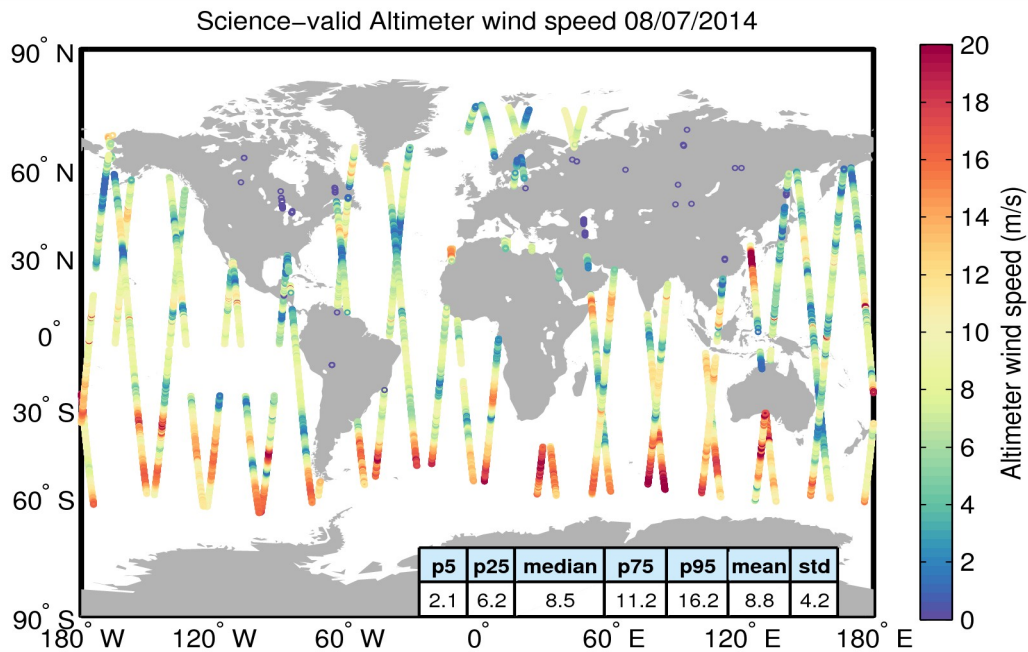 Science−valid Altimeter wind speed 08/07/2014
90° N
60° N
30° N
0°
30° S
60° S
90° S
180° W
120° W
60° W
0°
60° E
120° E
180° E
p5 p25 median p75 p95 mean std
2.1 6.2 8.5 11.2 16.2 8.8 4.2
20
18
16
14
12
10
8
6
4
2
0
Altimeter wind speed (m/s)